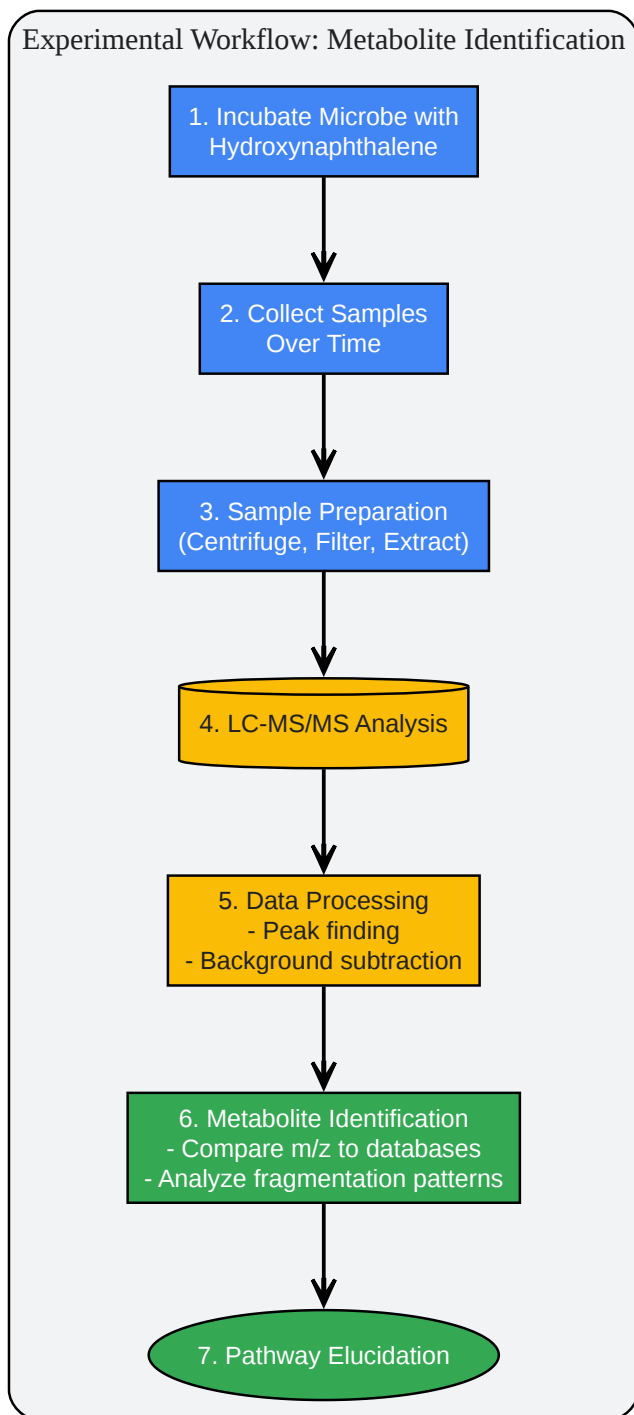 Experimental Workflow: Metabolite Identification
1. Incubate Microbe with
Hydroxynaphthalene
2. Collect Samples
Over Time
3. Sample Preparation
(Centrifuge, Filter, Extract)
4. LC-MS/MS Analysis
5. Data Processing
- Peak finding
- Background subtraction
6. Metabolite Identification
- Compare m/z to databases
- Analyze fragmentation patterns
7. Pathway Elucidation